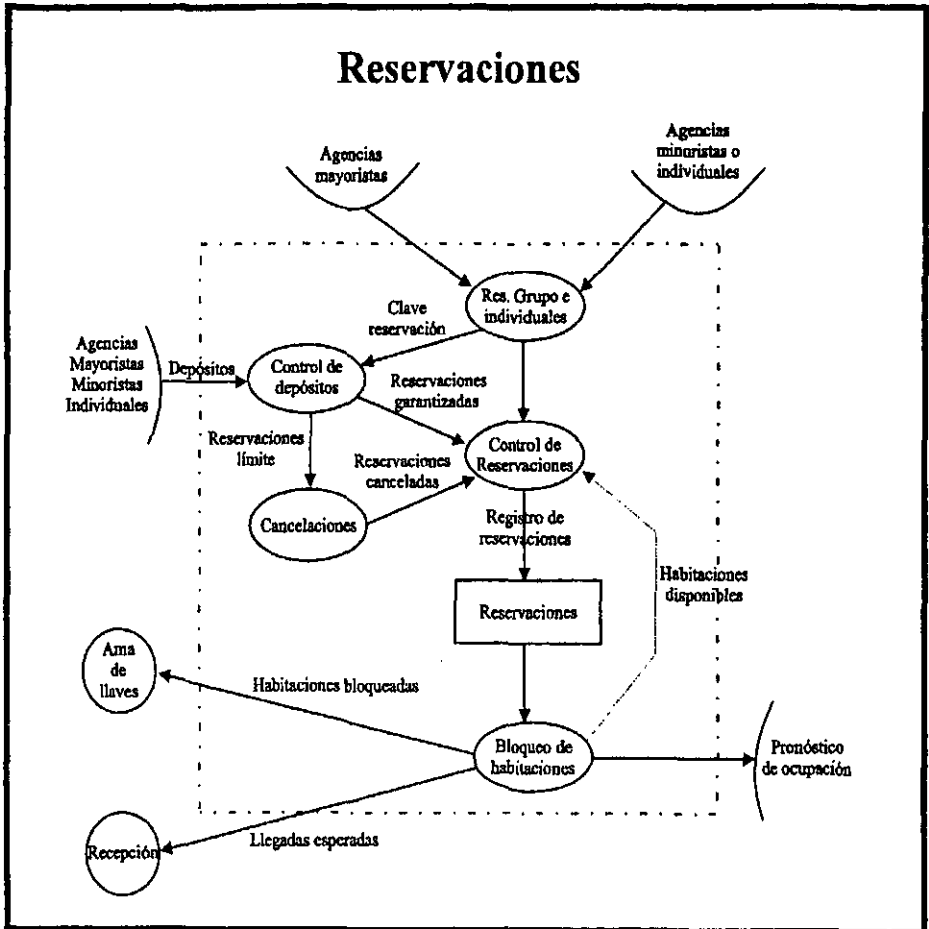 Reservaciones
Agencias
mayoristas
Agencias
minoristas o
individuales
Res. Grupo e
individuales
Clave
reservación
Agencias
Mayoristas
Minoristas
Individuales
Depósitos
Control de
depósitos
Reservaciones
garantizadas
Reservaciones
límite
Control de
Reservaciones
Reservaciones
canceladas
Cancelaciones
Registro de
reservaciones
Habitaciones
disponibles
Reservaciones
Ama
de
llaves
Habitaciones bloqueadas
Bloqueo de
habitaciones
Pronóstico
de ocupación
Llegadas esperadas
Recepción